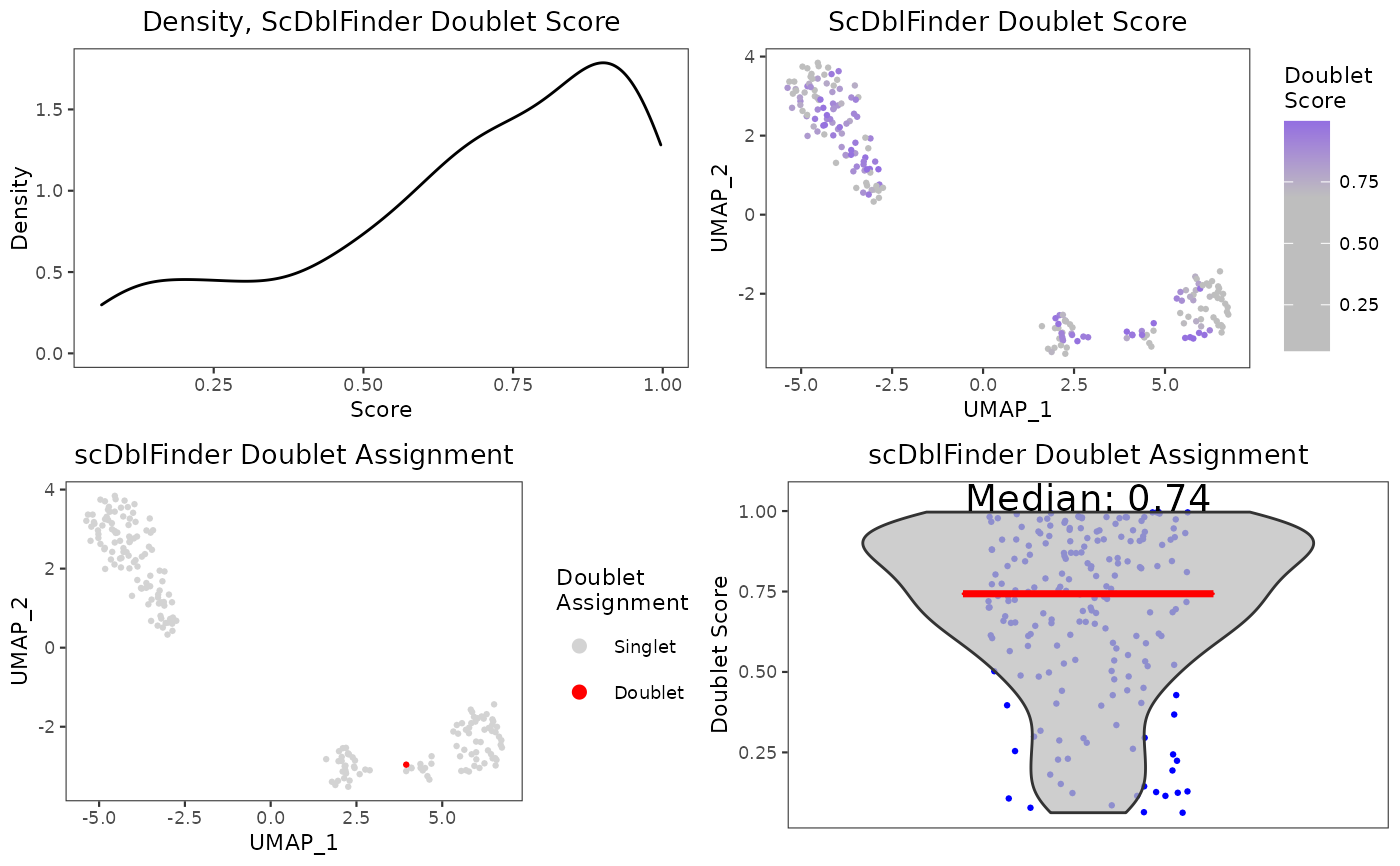 Density, ScDblFinder Doublet Score
Density
1.5
1.0
0.5
0.0
0.25
0.50
0.75
1.00
Score
ScDblFinder Doublet Score
UMAP_2
4
2
0
-2
-5.0
-2.5
0.0
2.5
5.0
UMAP_1
Doublet
Score
0.75
0.50
0.25
scDblFinder Doublet Assignment
UMAP_2
4
2
0
-2
-5.0
-2.5
0.0
2.5
5.0
UMAP_1
Doublet
Assignment
Singlet
Doublet
scDblFinder Doublet Assignment
Median: 0.74
Doublet Score
1.00
0.75
0.50
0.25